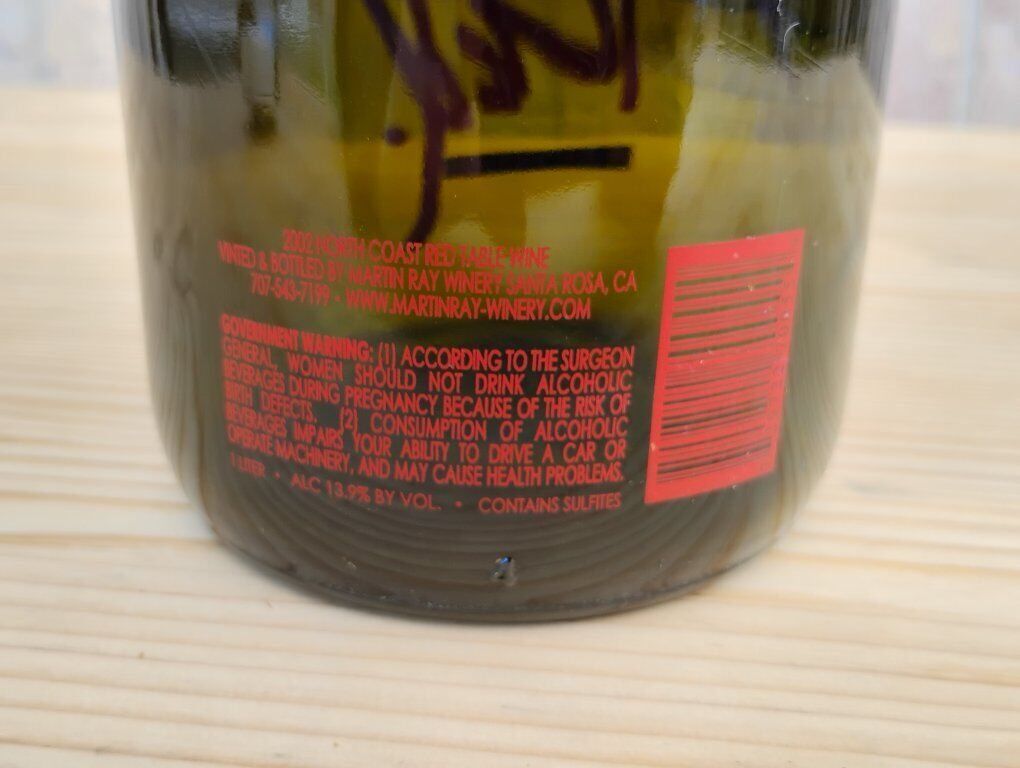 2002 NORTH COAST RED TABLE WINE
VINTED & BOTTLED BY MARTIN RAY WINERY SANTA ROSA, CA
707-543-7199 - WWW.MARTINRAY-WINERY.COM
GOVERNMENT WARNING: (1) ACCORDING TO THE SURGEON
GENERAL, WOMEN SHOULD NOT DRINK ALCOHOLIC
BEVERAGES DURING PREGNANCY BECAUSE OF THE RISK OF
BIRTH DEFECTS. (2) CONSUMPTION OF ALCOHOLIC
BEVERAGES IMPAIRS YOUR ABILITY TO DRIVE A CAR OR
OPERATE MACHINERY, AND MAY CAUSE HEALTH PROBLEMS.
1 LITER • ALC 13.9% BY VOL. • CONTAINS SULFITES